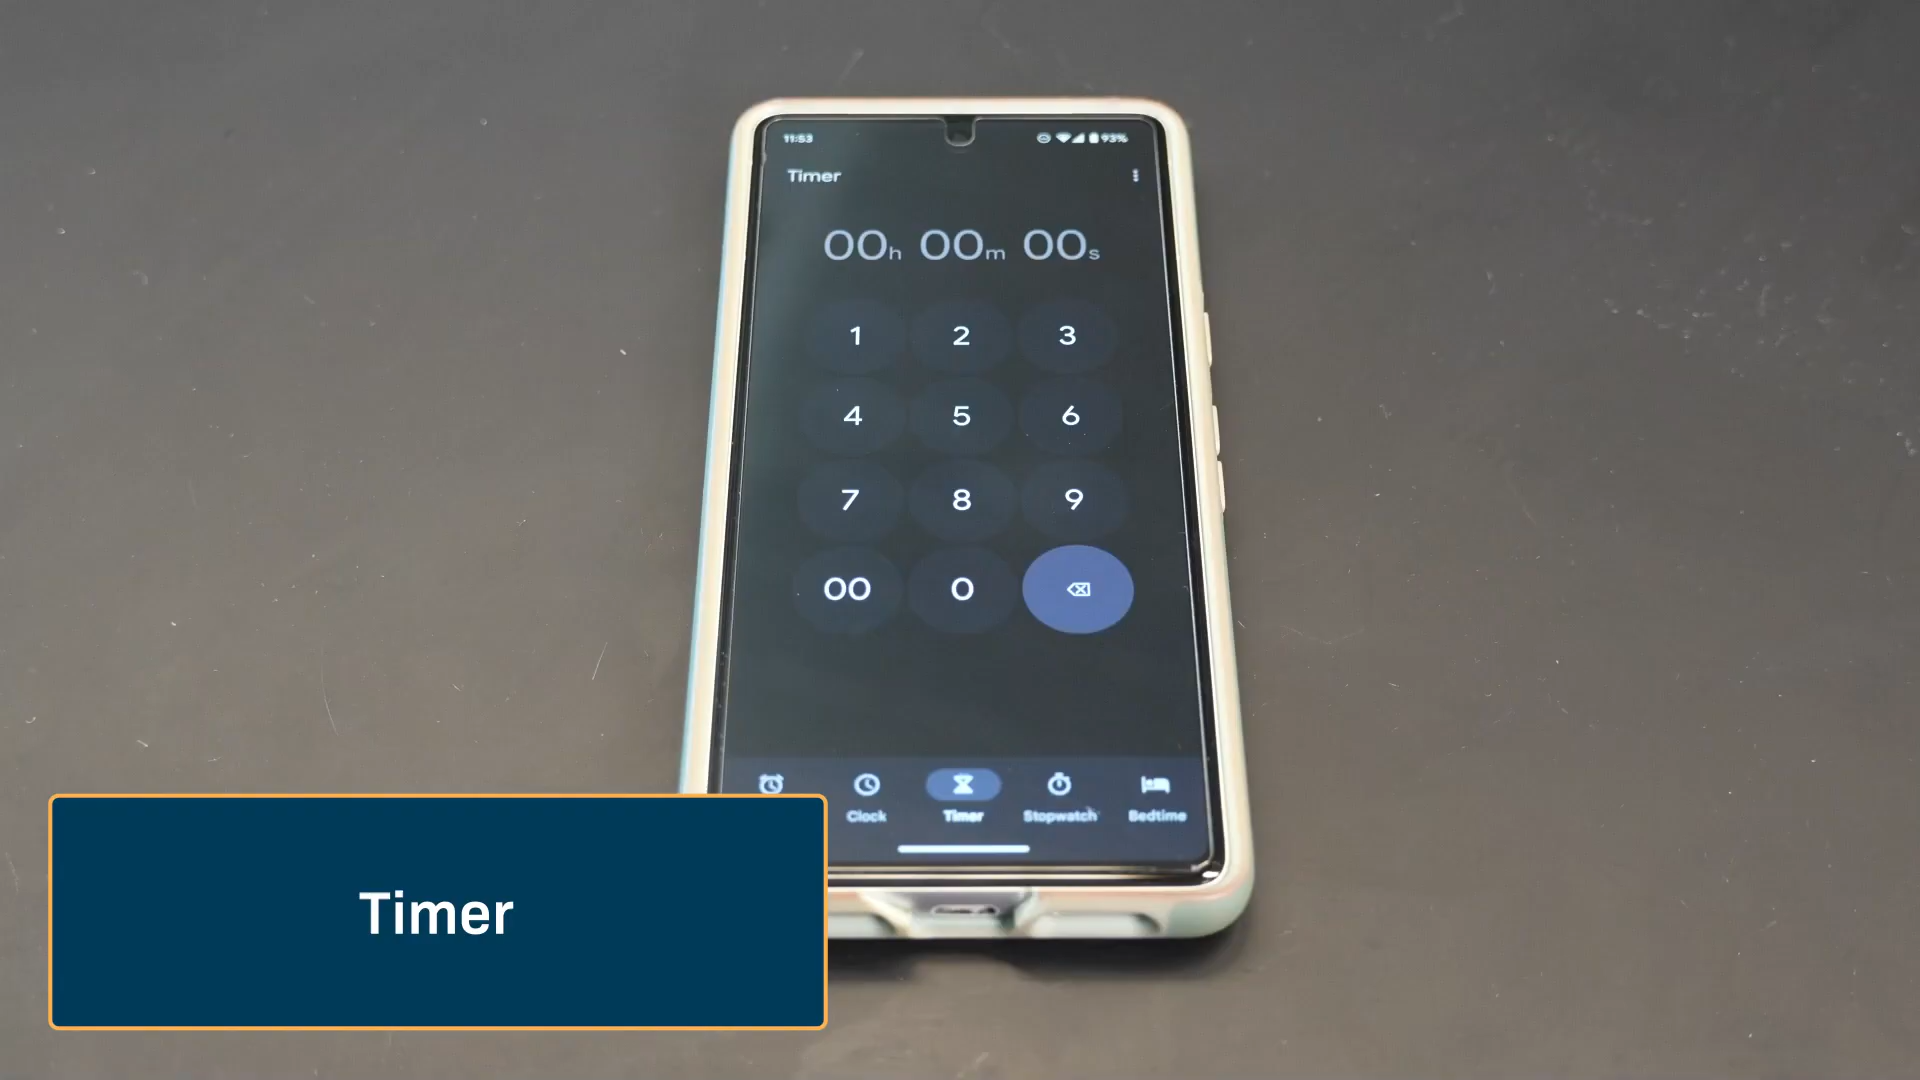 11:53 93%
Timer
00h 00m 00s
1 2 3
4 5 6
7 8 9
00 0
Clock Timer Stopwatch Bedtime
Timer